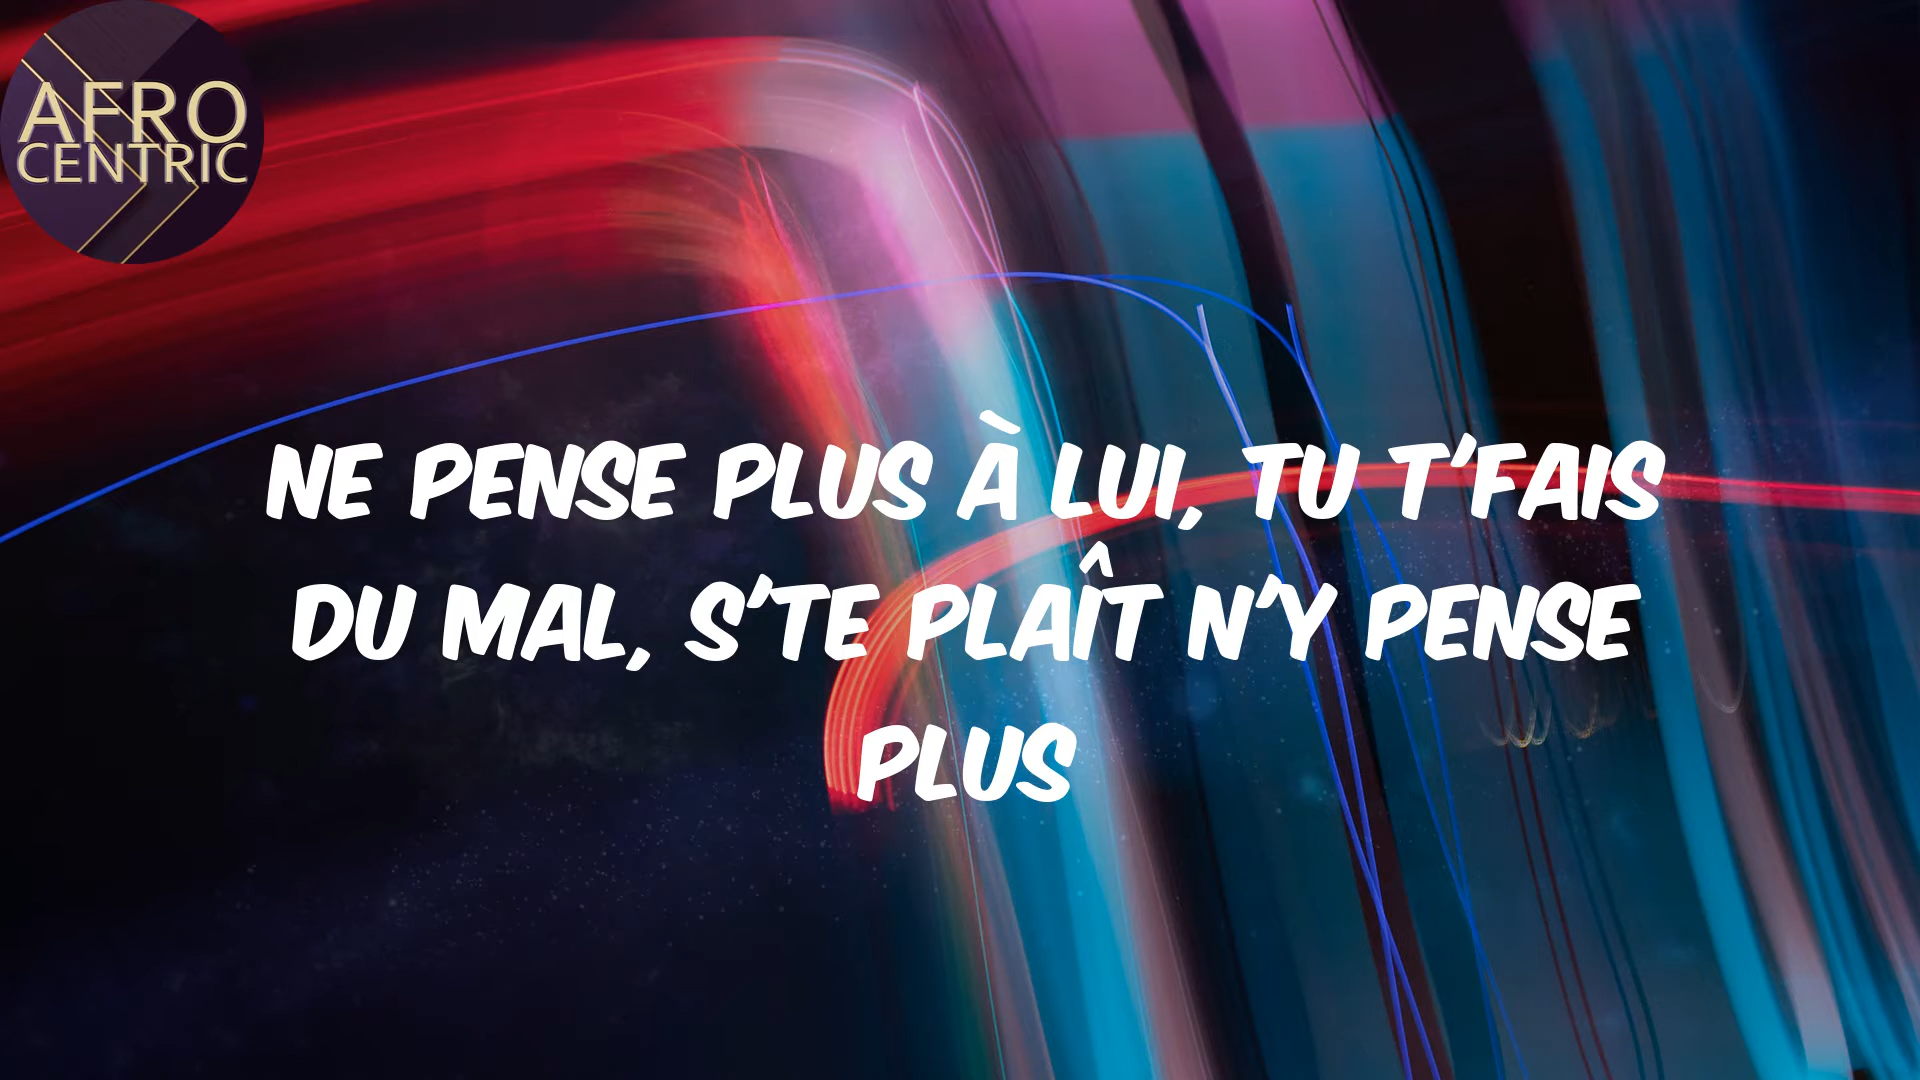 AFRO
CENTRIC
NE PENSE PLUS À LUI, TU T'FAIS
DU MAL, S'TE PLAÎT N'Y PENSE
PLUS